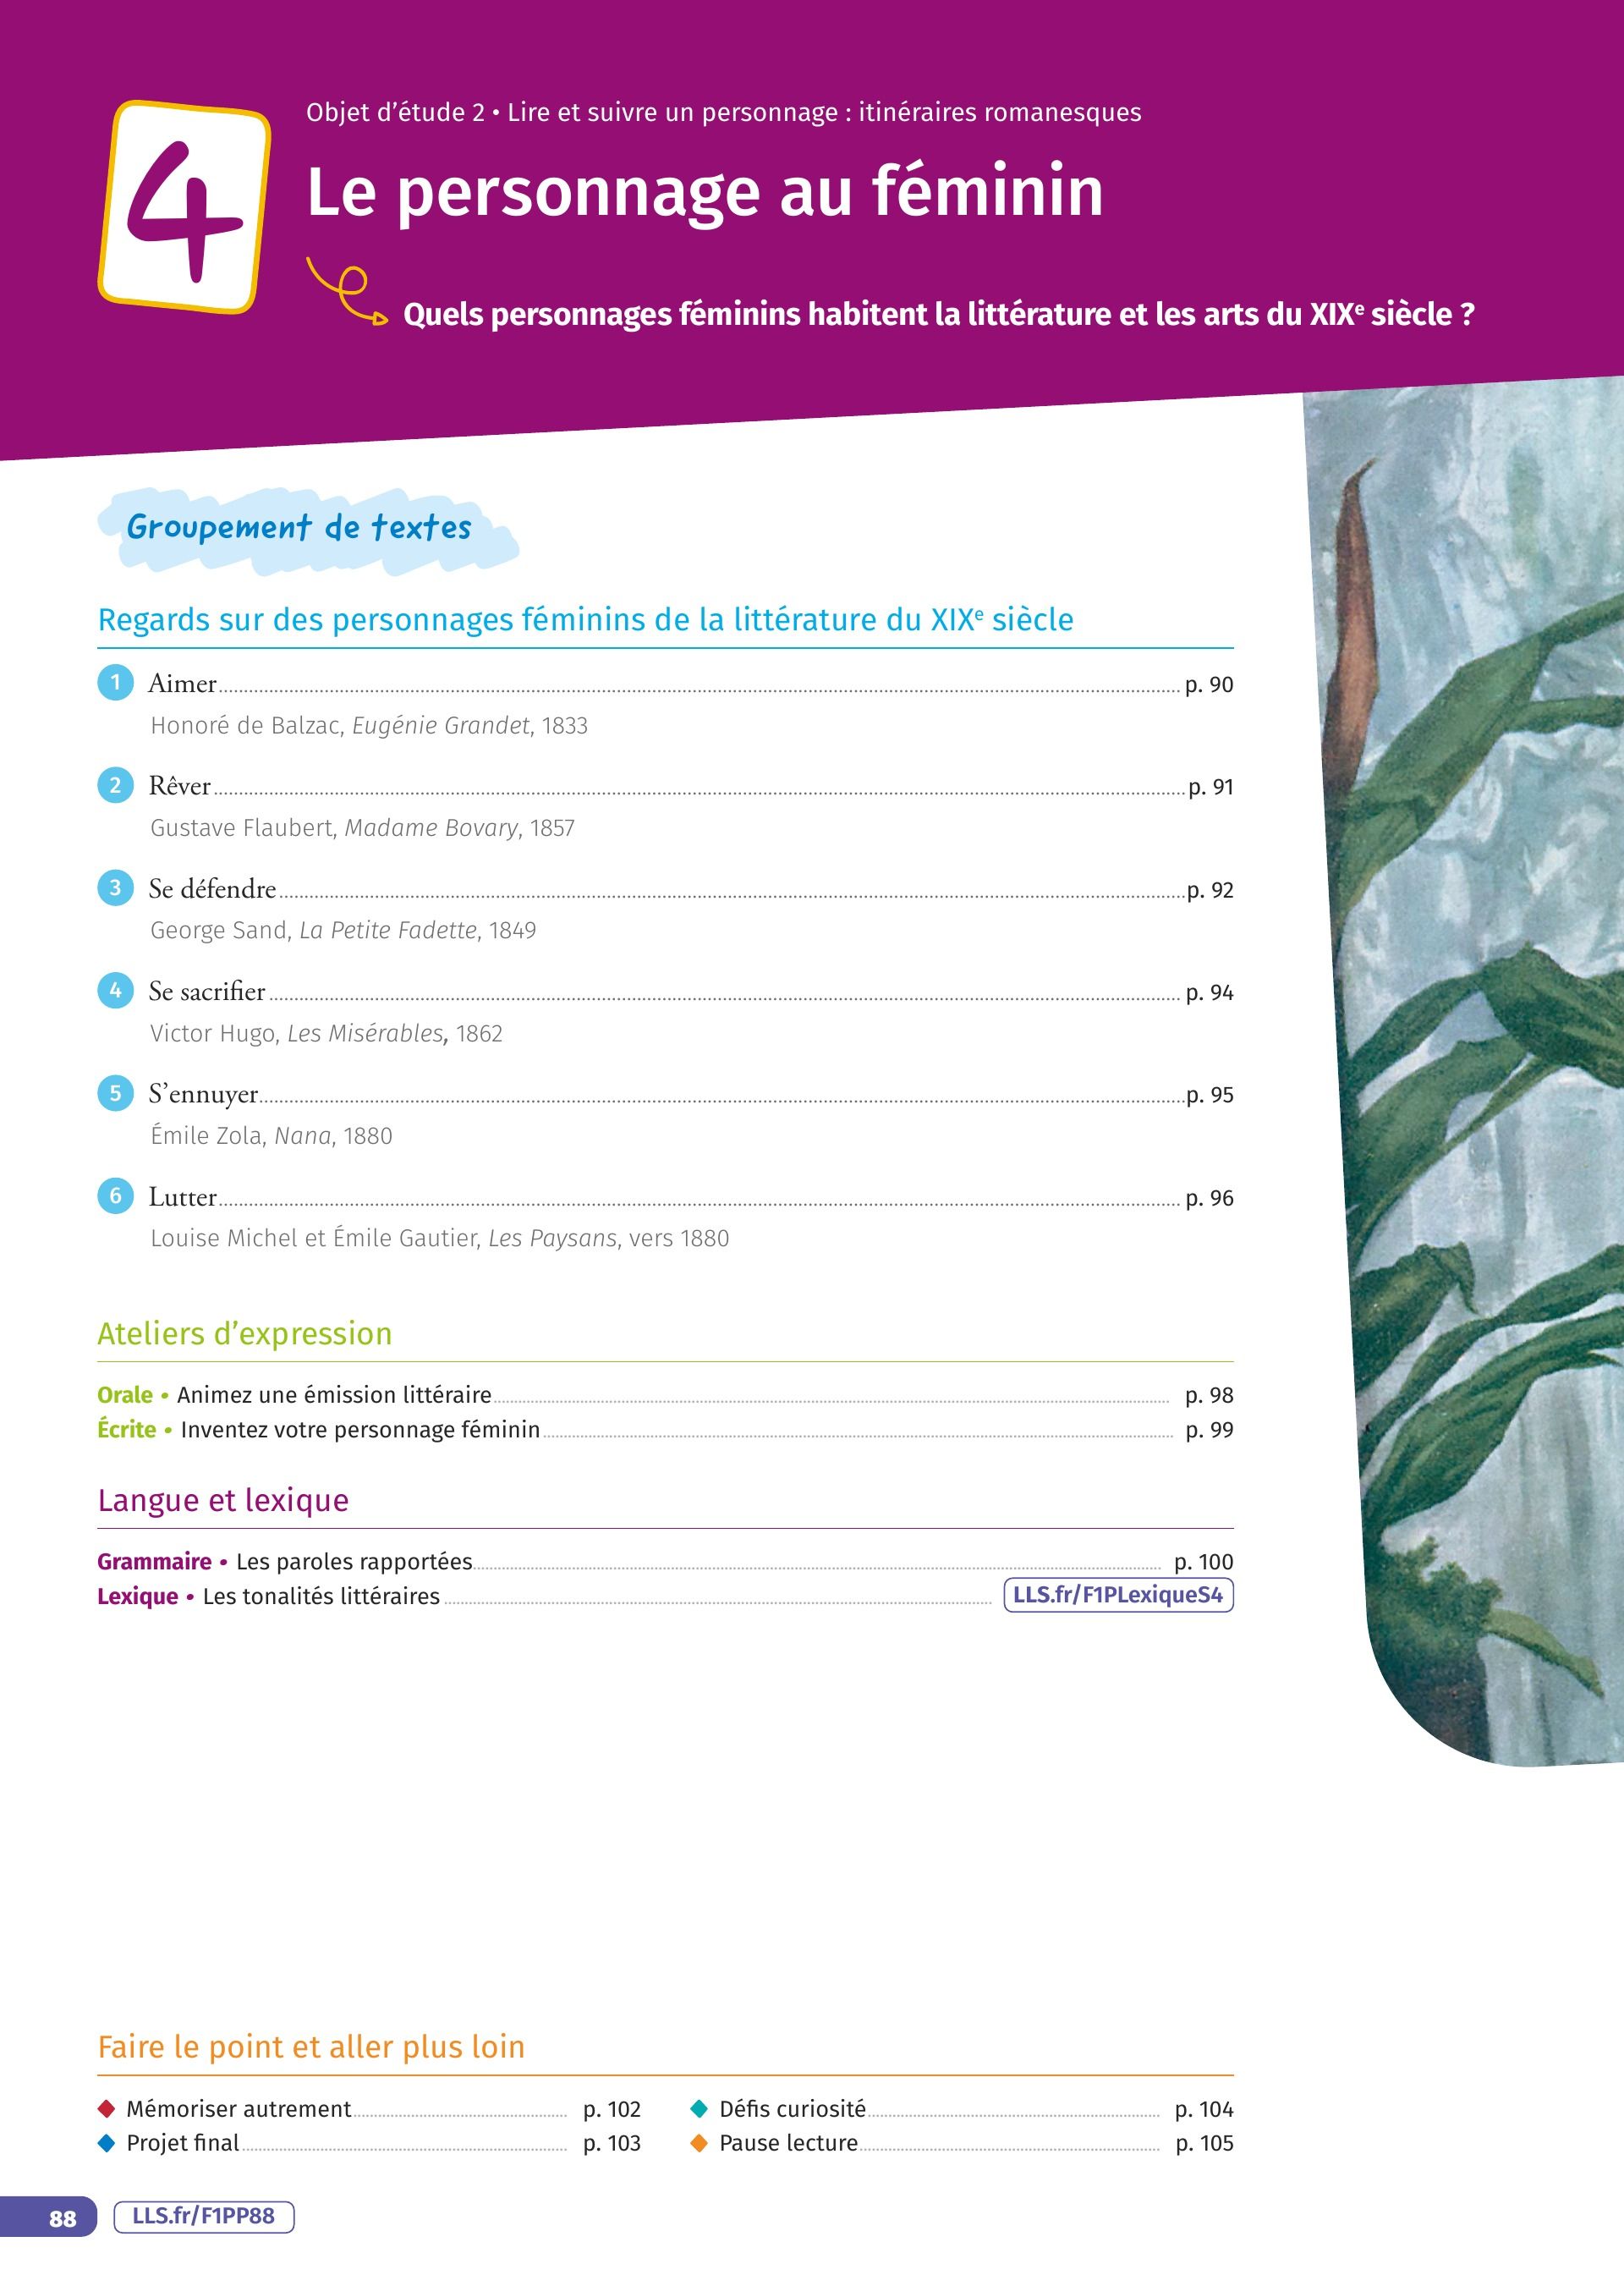 4
Objet d'étude 2 • Lire et suivre un personnage : itinéraires romanesques
Le personnage au féminin
Quels personnages féminins habitent la littérature et les arts du XIXe siècle ?
Groupement de textes
Regards sur des personnages féminins de la littérature du XIXe siècle
1 Aimer p. 90
Honoré de Balzac, Eugénie Grandet, 1833
2 Rêver p. 91
Gustave Flaubert, Madame Bovary, 1857
3 Se défendre p. 92
George Sand, La Petite Fadette, 1849
4 Se sacrifier p. 94
Victor Hugo, Les Misérables, 1862
5 S'ennuyer p. 95
Émile Zola, Nana, 1880
6 Lutter p. 96
Louise Michel et Émile Gautier, Les Paysans, vers 1880
Ateliers d'expression
Orale • Animez une émission littéraire p. 98
Écrite • Inventez votre personnage féminin p. 99
Langue et lexique
Grammaire • Les paroles rapportées p. 100
Lexique • Les tonalités littéraires LLS.fr/F1PLexiqueS4
Faire le point et aller plus loin
Mémoriser autrement p. 102
Projet final p. 103
Défis curiosité p. 104
Pause lecture p. 105
88 LLS.fr/F1PP88